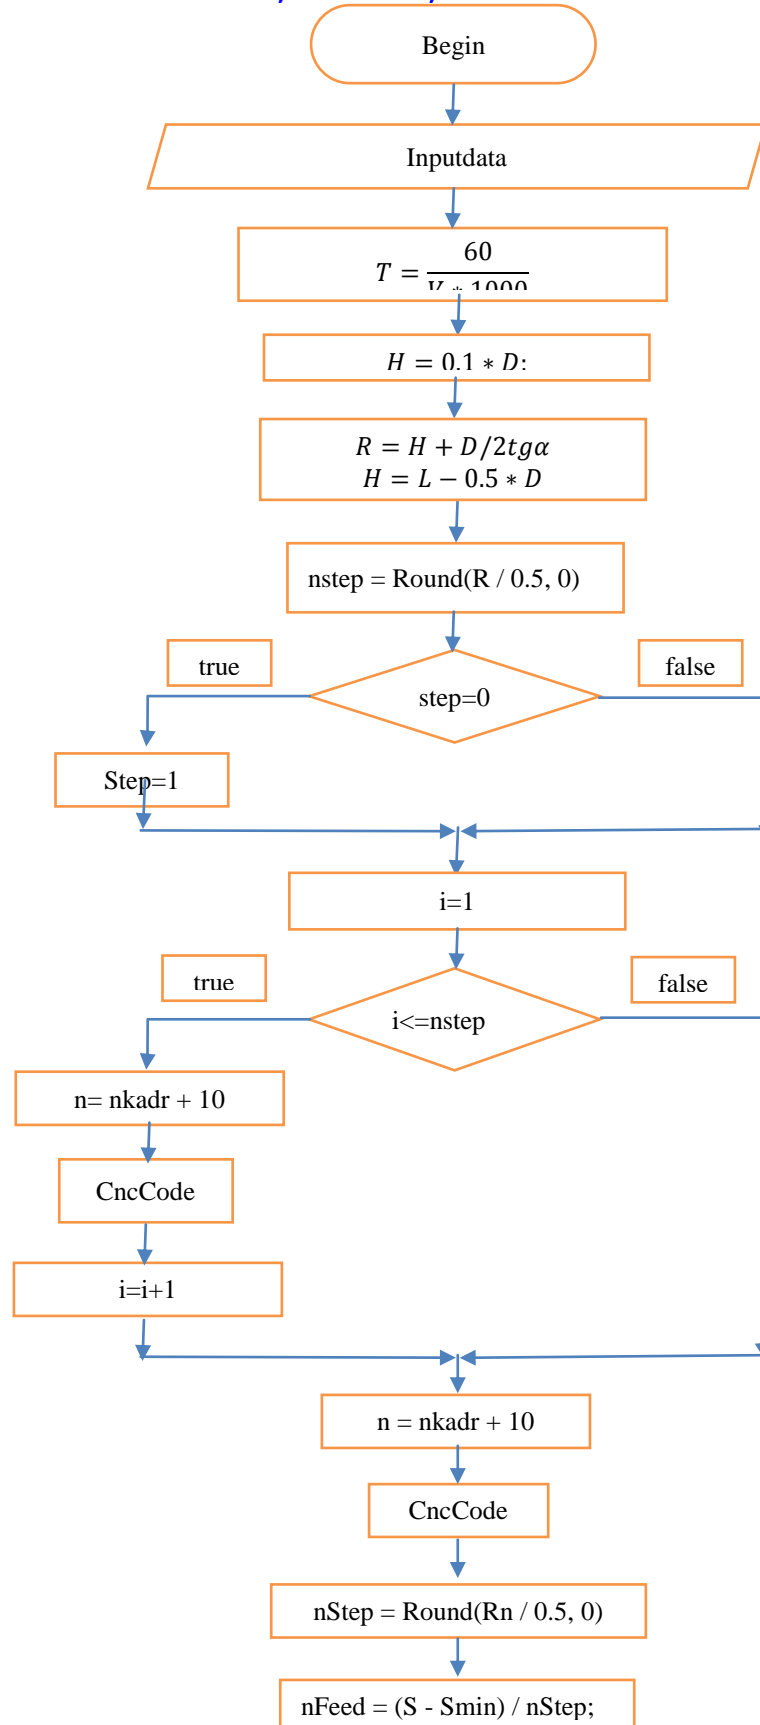 Begin
Inputdata
T = 60
V * 1000
H = 0.1 * D;
R = H + D/2tgα
H = L − 0.5 * D
nstep = Round(R / 0.5, 0)
true
false
step=0
Step=1
i=1
true
false
i<=nstep
n= nkadr + 10
CncCode
i=i+1
n = nkadr + 10
CncCode
nStep = Round(Rn / 0.5, 0)
nFeed = (S - Smin) / nStep;